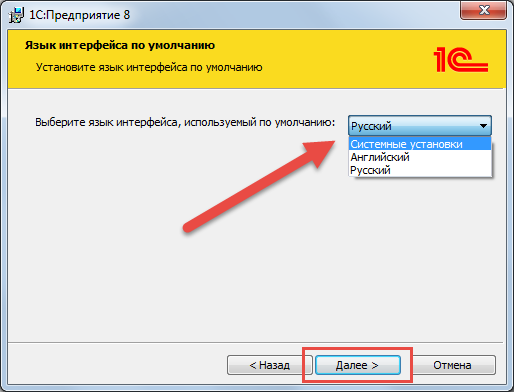 1С:Предприятие 8
Язык интерфейса по умолчанию
Установите язык интерфейса по умолчанию
1С
Выберите язык интерфейса, используемый по умолчанию:
Русский
Системные установки
Английский
Русский
< Назад
Далее >
Отмена